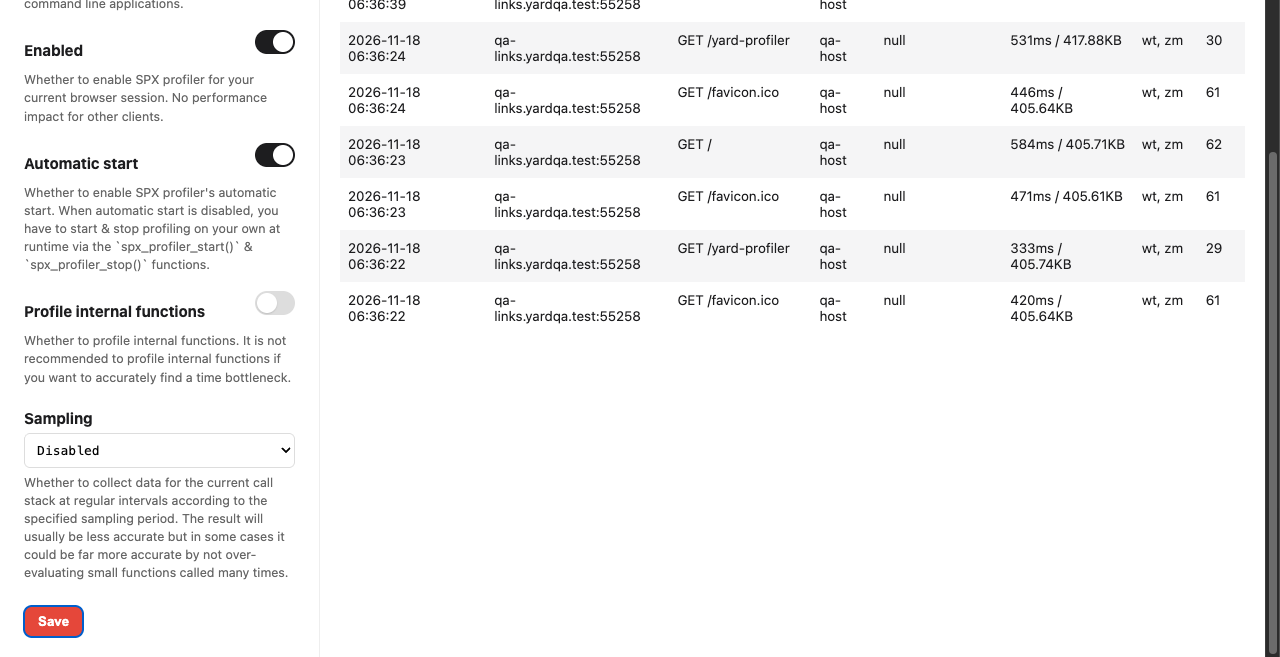 command line applications.
Enabled
Whether to enable SPX profiler for your
current browser session. No performance
impact for other clients.
Automatic start
Whether to enable SPX profiler's automatic
start. When automatic start is disabled, you
have to start & stop profiling on your own at
runtime via the `spx_profiler_start()` &
`spx_profiler_stop()` functions.
Profile internal functions
Whether to profile internal functions. It is not
recommended to profile internal functions if
you want to accurately find a time bottleneck.
Sampling
Disabled
Whether to collect data for the current call
stack at regular intervals according to the
specified sampling period. The result will
usually be less accurate but in some cases it
could be far more accurate by not over-
evaluating small functions called many times.
Save
06:36:39 links.yardqa.test:55258 host
2026-11-18 qa- GET /yard-profiler qa- null 531ms / 417.88KB wt, zm 30
06:36:24 links.yardqa.test:55258 host
2026-11-18 qa- GET /favicon.ico qa- null 446ms / wt, zm 61
06:36:24 links.yardqa.test:55258 host 405.64KB
2026-11-18 qa- GET / qa- null 584ms / 405.71KB wt, zm 62
06:36:23 links.yardqa.test:55258 host
2026-11-18 qa- GET /favicon.ico qa- null 471ms / 405.61KB wt, zm 61
06:36:23 links.yardqa.test:55258 host
2026-11-18 qa- GET /yard-profiler qa- null 333ms / wt, zm 29
06:36:22 links.yardqa.test:55258 host 405.74KB
2026-11-18 qa- GET /favicon.ico qa- null 420ms / wt, zm 61
06:36:22 links.yardqa.test:55258 host 405.64KB